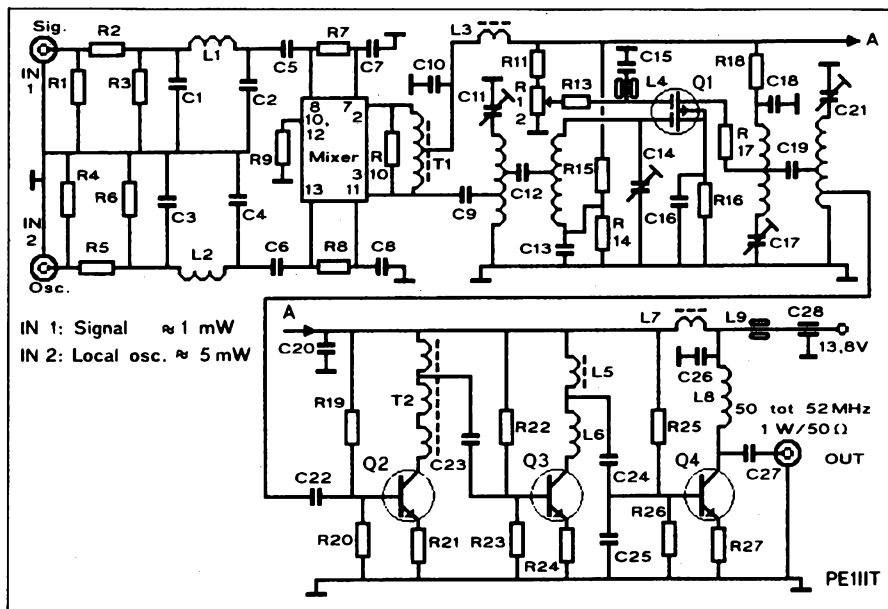 Sig.
IN
1
R1
R2
R3
C1
L1
C2
C5
R7
C7
C10
L3
A
C11
R11
R
1
2
R13
C15
L4
Q1
R18
C18
C21
8
7
10,
12
2
Mixer
R
10
T1
R9
3
13
11
C9
C12
R15
C14
R
17
C19
R4
R6
C3
C4
C13
R
14
C16
R16
C17
IN
2
R5
L2
C6
R8
C8
Osc.
IN 1: Signal ≈ 1 mW
IN 2: Local osc. ≈ 5 mW
A
C20
R19
T2
R22
L5
L6
L7
L9
C28
13,8V
C26
L8
R25
50 tot 52 MHz
1 W/50 Ω
OUT
C22
Q2
C23
Q3
C24
Q4
C27
R20
R21
R23
R24
C25
R26
R27
PE1IIT